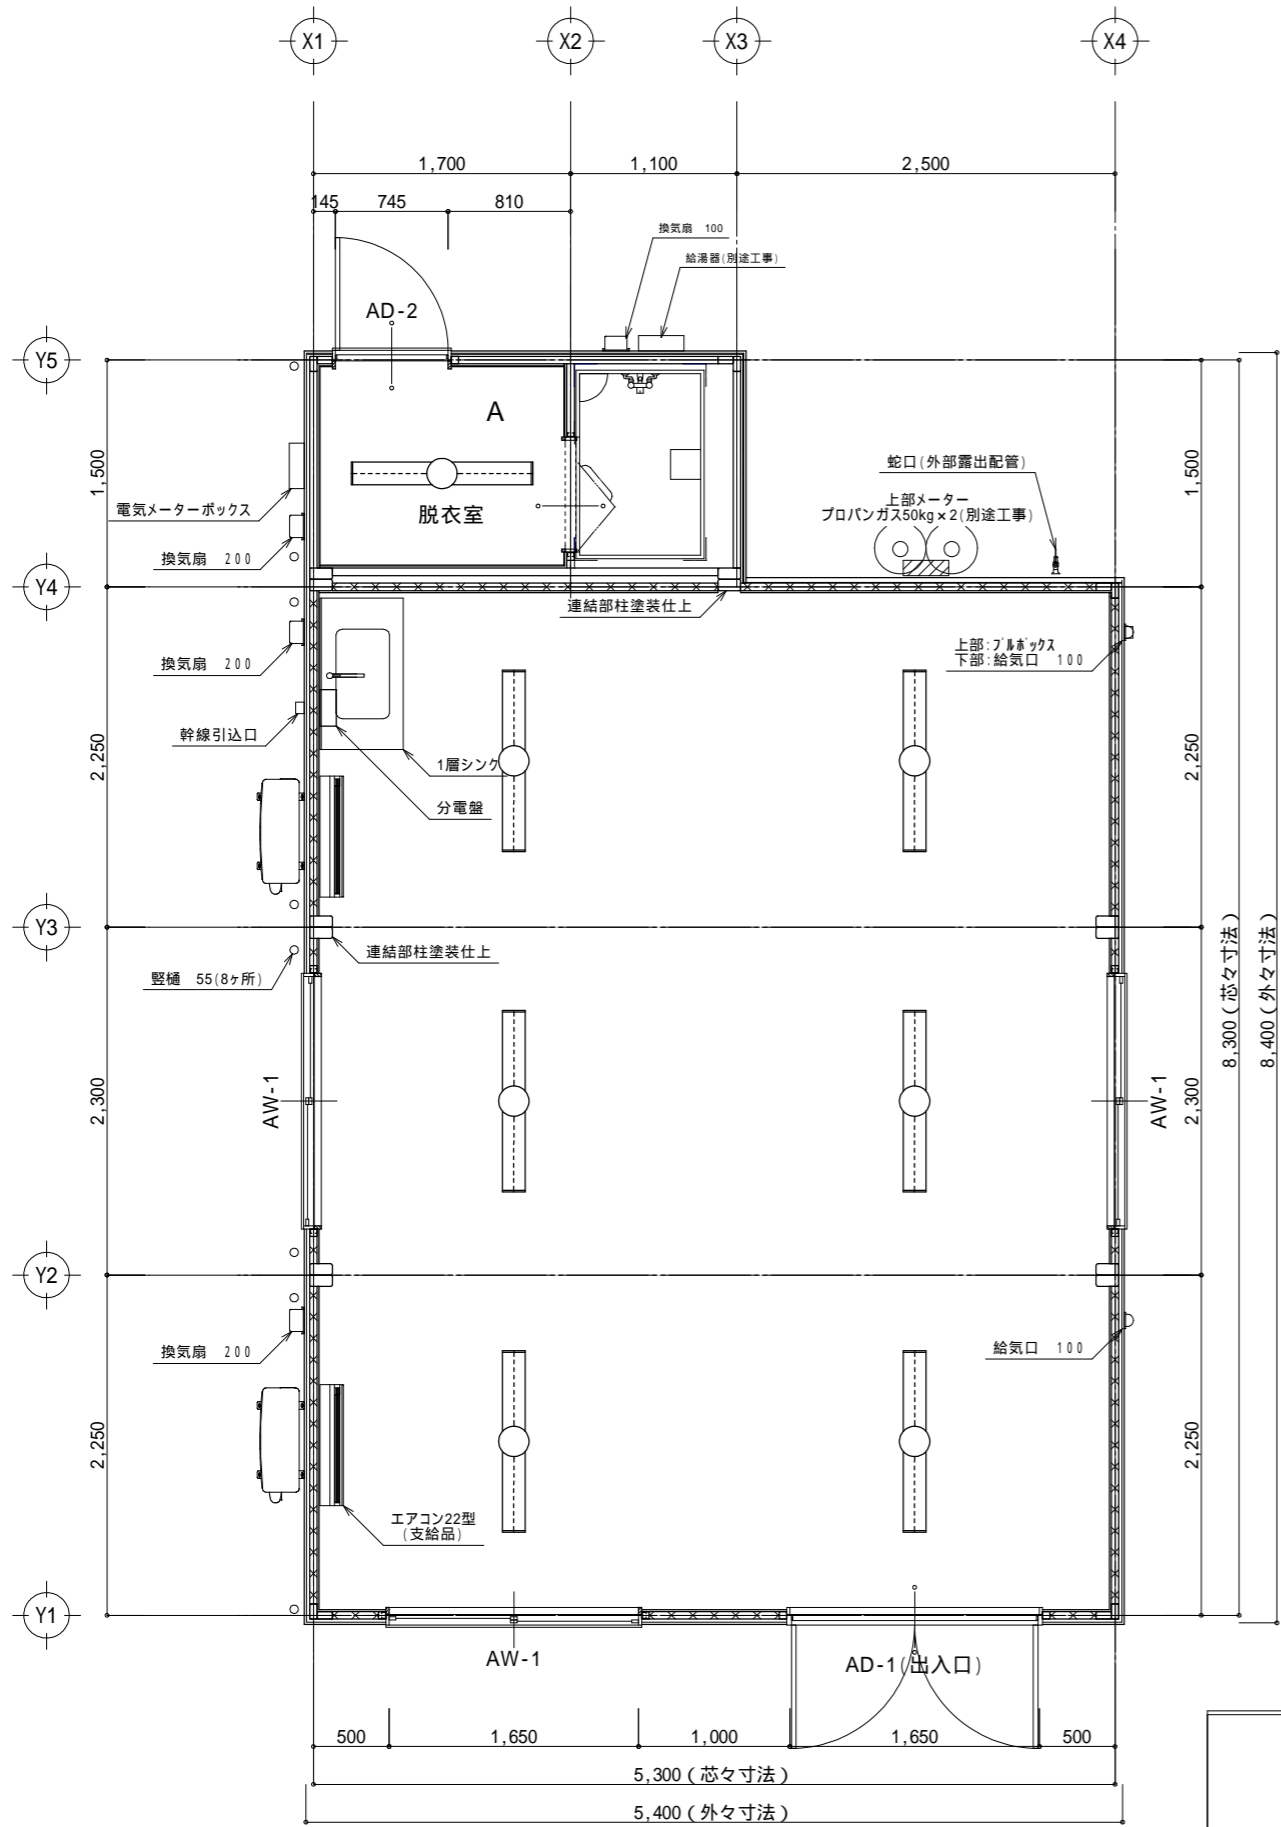 X1
X2
X3
X4
1,700
1,100
2,500
145
745
810
換気扇 100
給湯器(別途工事)
AD-2
Y5
A
脱衣室
1,500
電気メーターボックス
換気扇 200
蛇口(外部露出配管)
上部メーター
プロパンガス50kg×2(別途工事)
1,500
Y4
連結部柱塗装仕上
換気扇 200
上部:プルボックス
下部:給気口 100
幹線引込口
1層シンク
分電盤
2,250
2,250
Y3
連結部柱塗装仕上
竪樋 55(8ヶ所)
8,300(芯々寸法)
8,400(外々寸法)
2,300
AW-1
AW-1
2,300
Y2
換気扇 200
給気口 100
2,250
2,250
エアコン22型
(支給品)
Y1
AW-1
AD-1(出入口)
500
1,650
1,000
1,650
500
5,300(芯々寸法)
5,400(外々寸法)